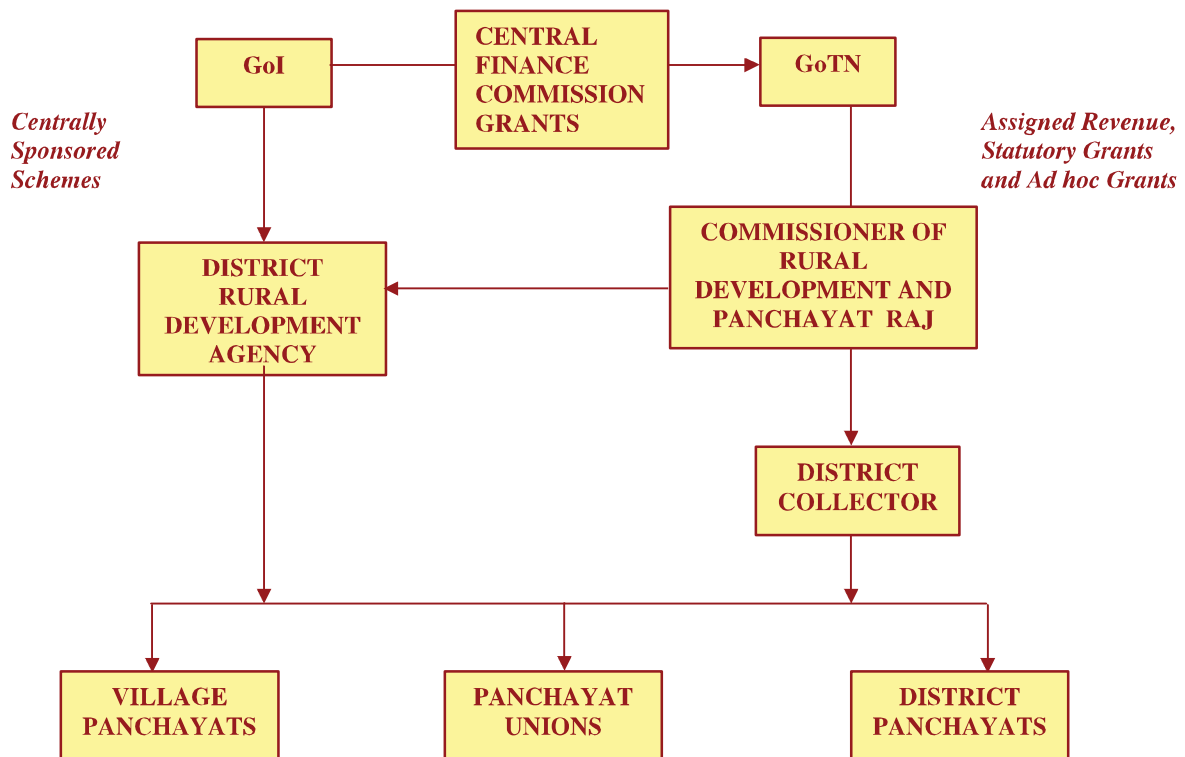 GoI
CENTRAL
FINANCE
COMMISSION
GRANTS
GoTN
Centrally
Sponsored
Schemes
Assigned Revenue,
Statutory Grants
and Ad hoc Grants
DISTRICT
RURAL
DEVELOPMENT
AGENCY
COMMISSIONER OF
RURAL
DEVELOPMENT AND
PANCHAYAT RAJ
DISTRICT
COLLECTOR
VILLAGE
PANCHAYATS
PANCHAYAT
UNIONS
DISTRICT
PANCHAYATS